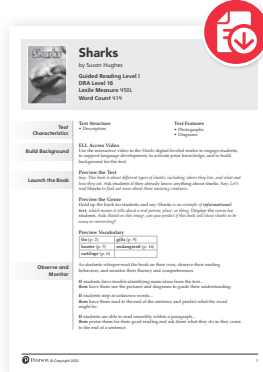 Sharks
Sharks
by Susan Hughes
Guided Reading Level I
DRA Level 16
Lexile Measure 450L
Word Count 474
Text Characteristics
Text Structure
• Description
Text Features
• Photographs
• Diagrams
Build Background
ELL Access Video
Use the interactive video in the Sharks digital leveled reader to engage students,
to support language development, to activate prior knowledge, and to build
background for the text.
Launch the Book
Preview the Text
Say: This book is about different types of sharks, including where they live, and what and
how they eat. Ask students if they already know anything about sharks. Say: Let's
read Sharks to find out more about these amazing creatures.
Preview the Genre
Hold up the book for students and say: Sharks is an example of informational
text, which means it tells about a real person, place, or thing. Display the cover for
students. Ask: Based on the image, can you predict if this book will show sharks to be
scary or interesting?
Preview Vocabulary
fin (p. 2) gills (p. 9)
hunter (p. 3) endangered (p. 16)
cartilage (p. 6)
Observe and Monitor
As students whisper-read the book on their own, observe their reading
behaviors, and monitor their fluency and comprehension.
If students have trouble identifying main ideas from the text...
then have them use the pictures and diagrams to guide their understanding.
If students stop at unknown words...
then have them read to the end of the sentence and predict what the word
might be.
If students are able to read smoothly within a paragraph...
then praise them for their good reading and ask them what they do as they come
to the end of a sentence.
Pearson © Copyright 2022
1